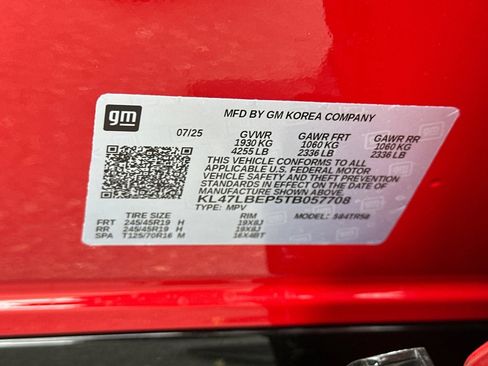 gm
MFD BY GM KOREA COMPANY
07/25 GVWR GAWR FRT GAWR RR
1930 KG 1060 KG 1060 KG
4255 LB 2336 LB 2336 LB
THIS VEHICLE CONFORMS TO ALL
APPLICABLE U.S. FEDERAL MOTOR
VEHICLE SAFETY AND THEFT PREVENTION
STANDARDS IN EFFECT ON THE DATE OF
MANUFACTURE SHOWN ABOVE.
KL47LBEP5TB057708
TYPE: MPV MODEL:
TIRE SIZE RIM
FRT 245/45R19 H 19X8J
RR 245/45R19 H 19X8J
SPA T125/70R16 M 16X4BT